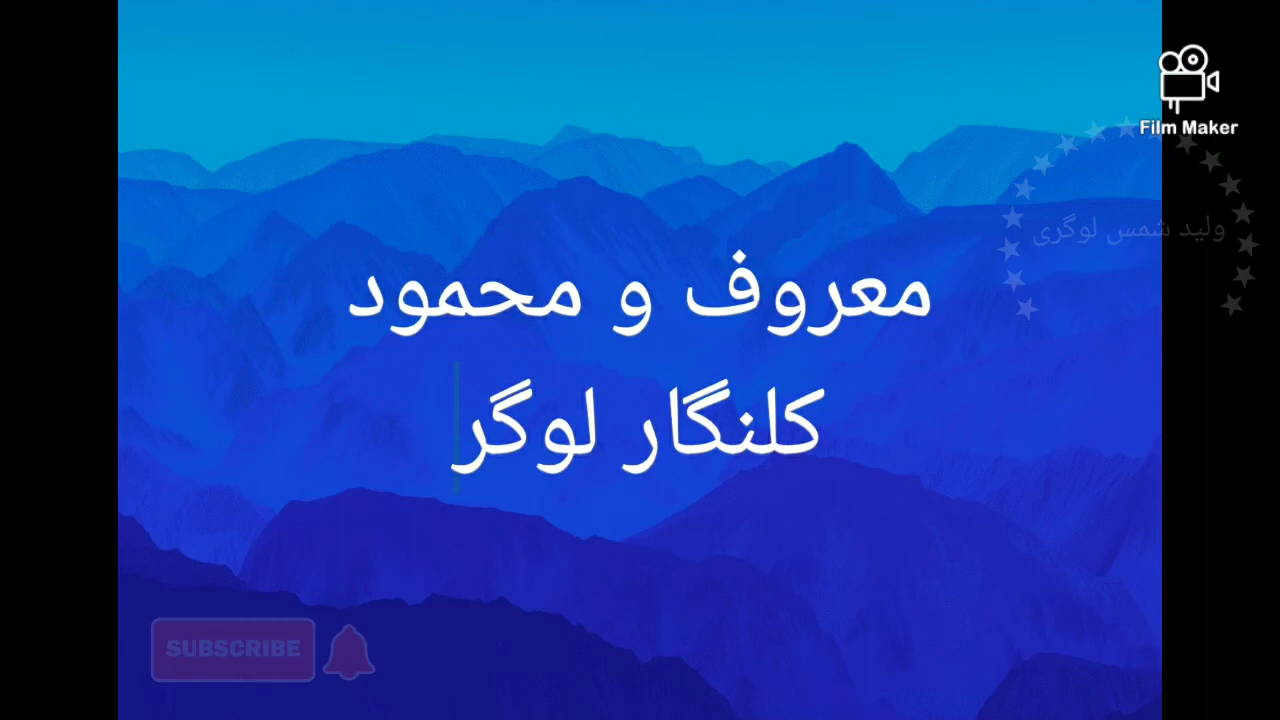 Film Maker
ولید شمس لوگری
معروف و محمود
کلنگار لوگر
SUBSCRIBE